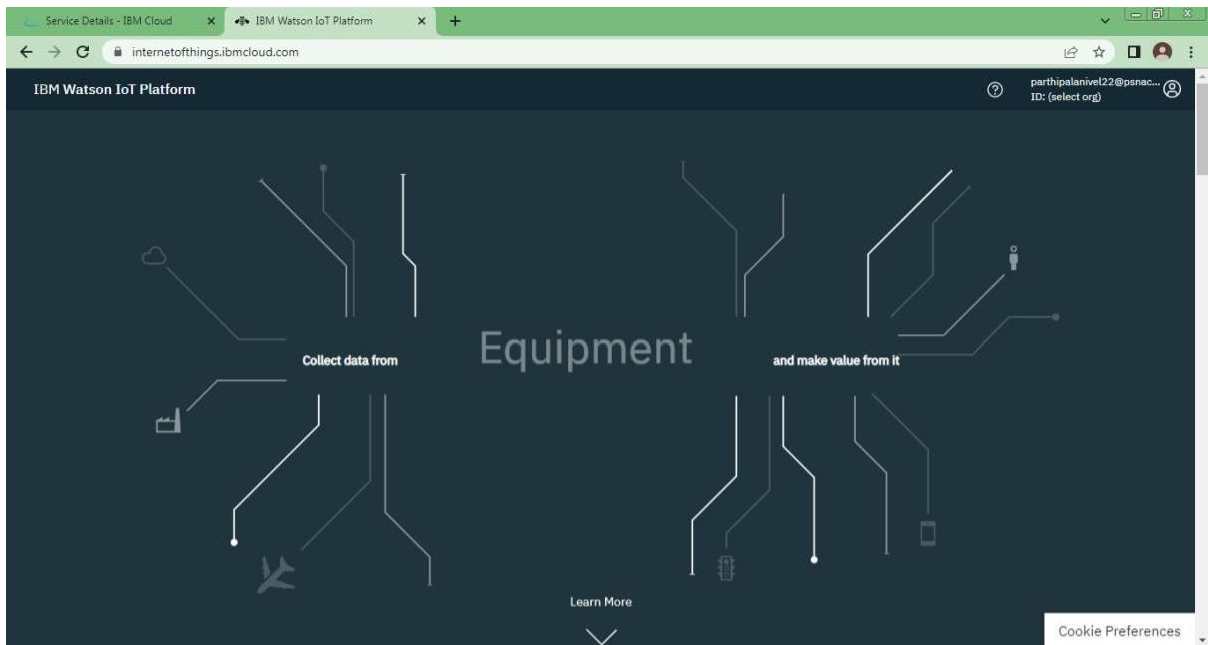 Service Details - IBM Cloud
IBM Watson IoT Platform
internetofthings.ibmcloud.com
IBM Watson IoT Platform
parthipalanivel22@psnac...
ID: (select org)
Collect data from
Equipment
and make value from it
Learn More
Cookie Preferences